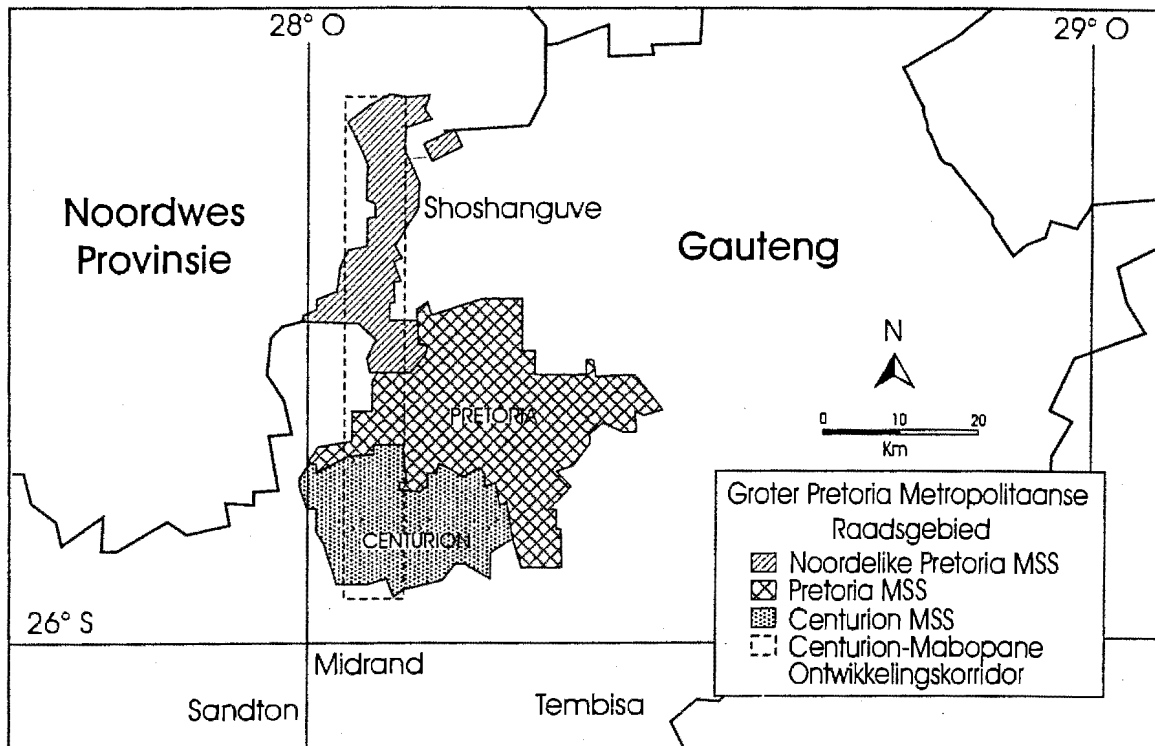 28° O
29° O
Noordwes
Provinsie
Shoshanguve
Gauteng
N
PRETORIA
0 10 20
Km
CENTURION
Groter Pretoria Metropolitaanse
Raadsgebied
Noordelike Pretoria MSS
Pretoria MSS
Centurion MSS
Centurion-Mabopane
Ontwikkelingskorridor
26° S
Midrand
Sandton
Tembisa